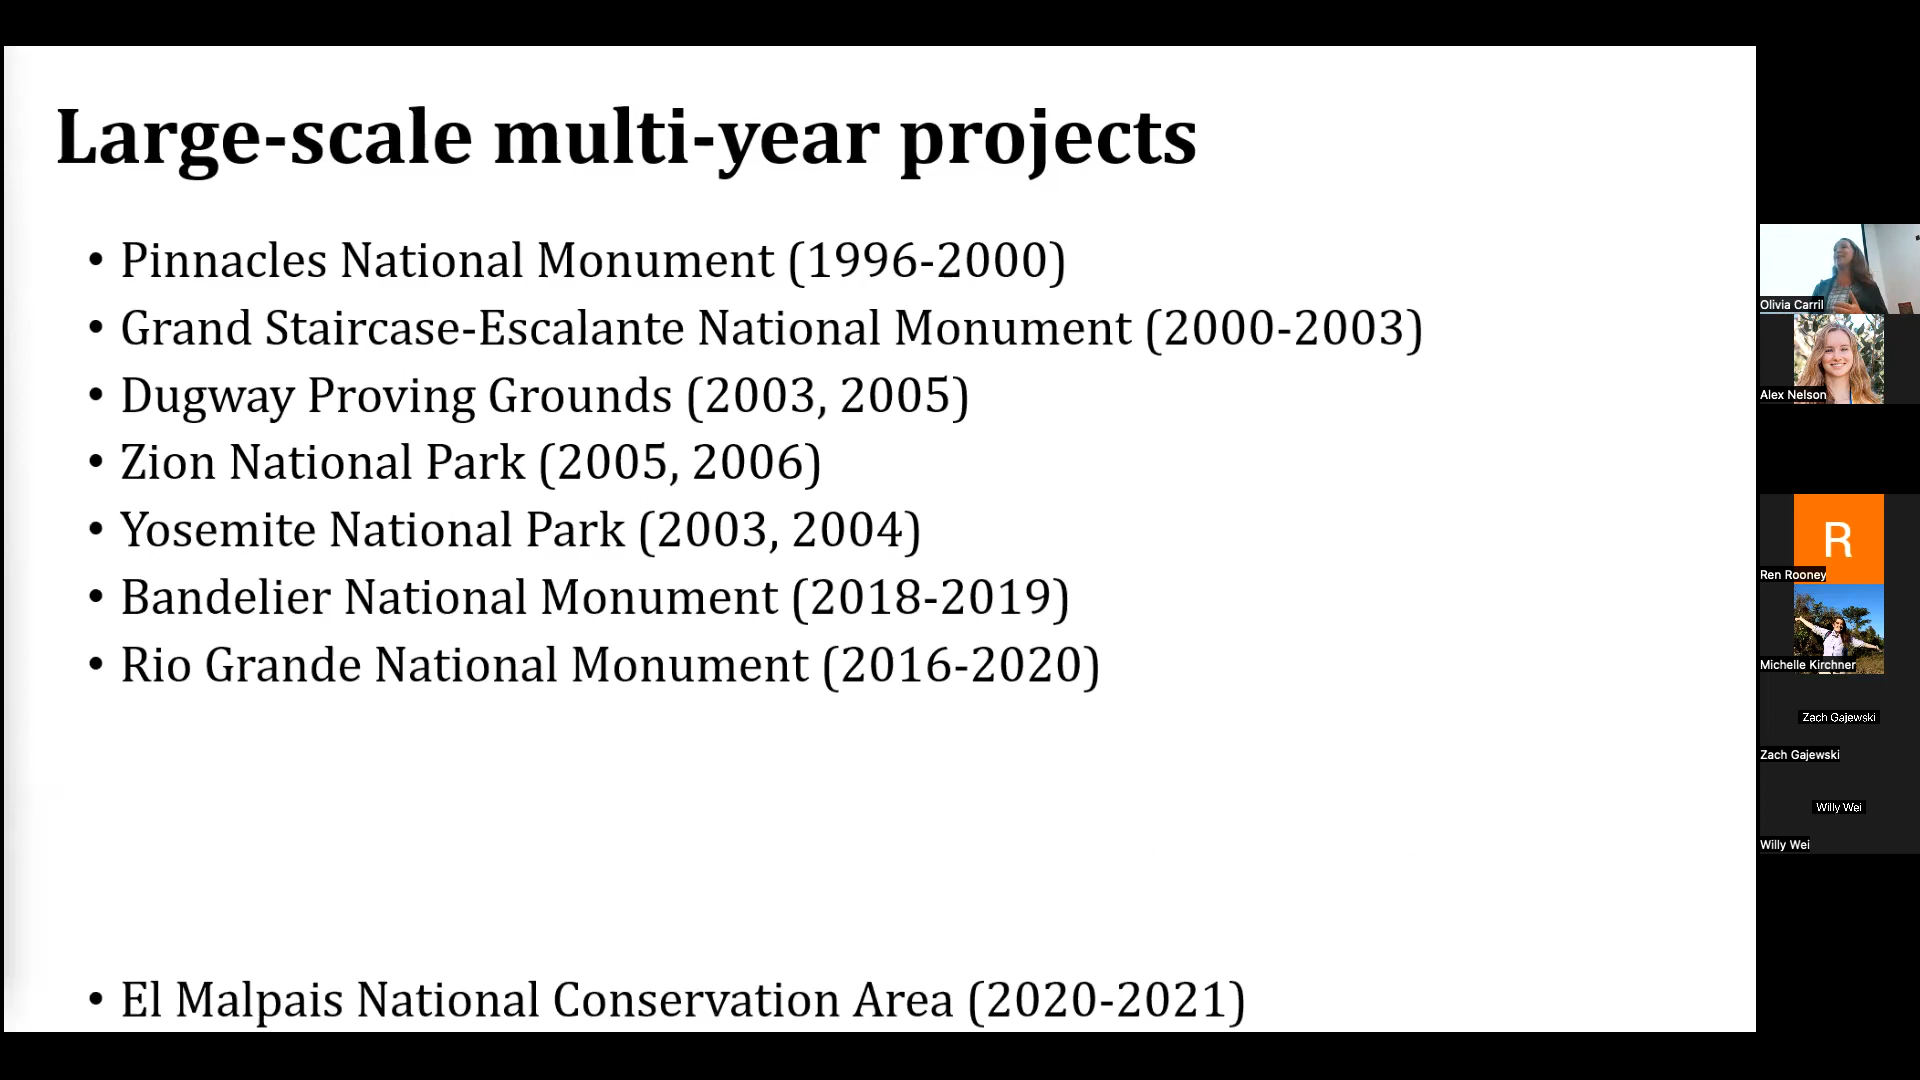 Large-scale multi-year projects
• Pinnacles National Monument (1996-2000)
• Grand Staircase-Escalante National Monument (2000-2003)
• Dugway Proving Grounds (2003, 2005)
• Zion National Park (2005, 2006)
• Yosemite National Park (2003, 2004)
• Bandelier National Monument (2018-2019)
• Rio Grande National Monument (2016-2020)
• El Malpais National Conservation Area (2020-2021)
Olivia Carril
Alex Nelson
R
Ren Rooney
Michelle Kirchner
Zach Gajewski
Zach Gajewski
Willy Wei
Willy Wei